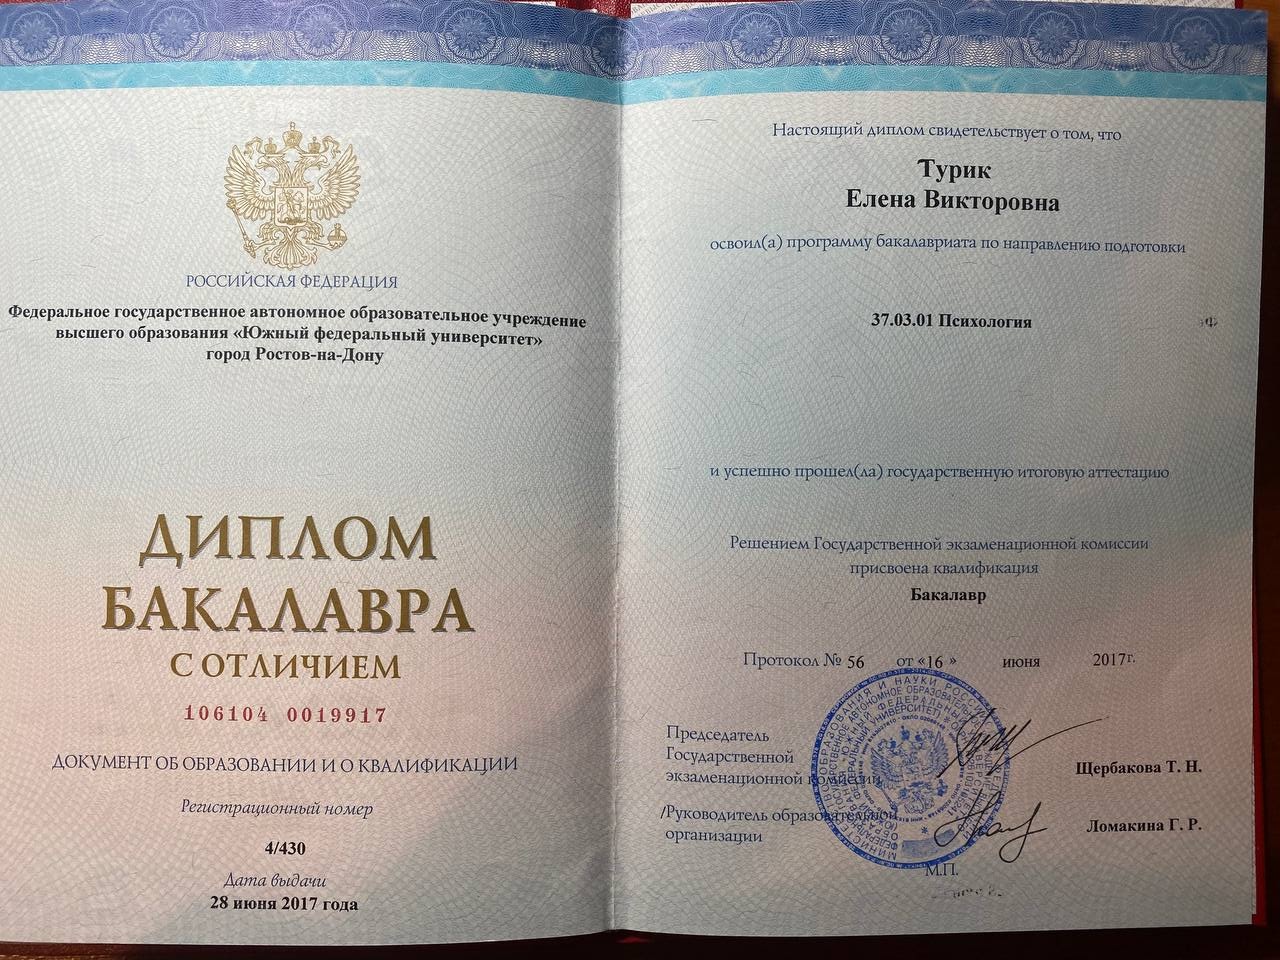 РОССИЙСКАЯ ФЕДЕРАЦИЯ
Федеральное государственное автономное образовательное учреждение
высшего образования «Южный федеральный университет»
город Ростов-на-Дону
ДИПЛОМ
БАКАЛАВРА
С ОТЛИЧИЕМ
106104 0019917
ДОКУМЕНТ ОБ ОБРАЗОВАНИИ И О КВАЛИФИКАЦИИ
Регистрационный номер
4/430
Дата выдачи
28 июня 2017 года
Настоящий диплом свидетельствует о том, что
Турик
Елена Викторовна
освоил(а) программу бакалавриата по направлению подготовки
37.03.01 Психология
и успешно прошел(ла) государственную итоговую аттестацию
Решением Государственной экзаменационной комиссии
присвоена квалификация
Бакалавр
Протокол № 56 от «16 » июня 2017г.
Председатель
Государственной
экзаменационной комиссии
Щербакова Т. Н.
/Руководитель образовательной
организации
Ломакина Г. Р.
М.П.